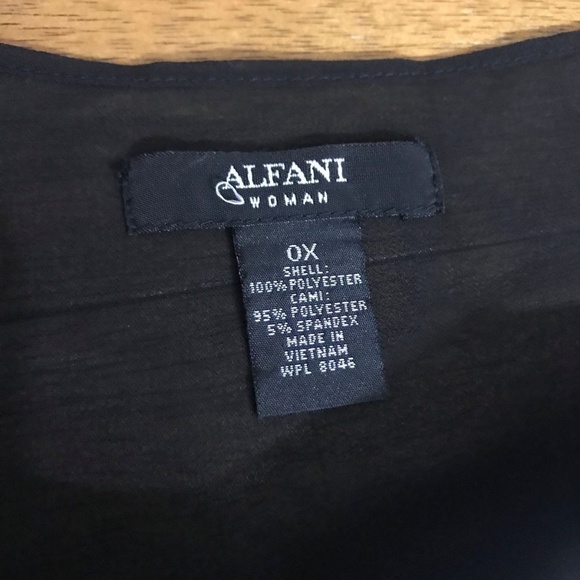 ALFANI
WOMAN
0X
SHELL:
100% POLYESTER
CAMI:
95% POLYESTER
5% SPANDEX
MADE IN
VIETNAM
WPL 8046